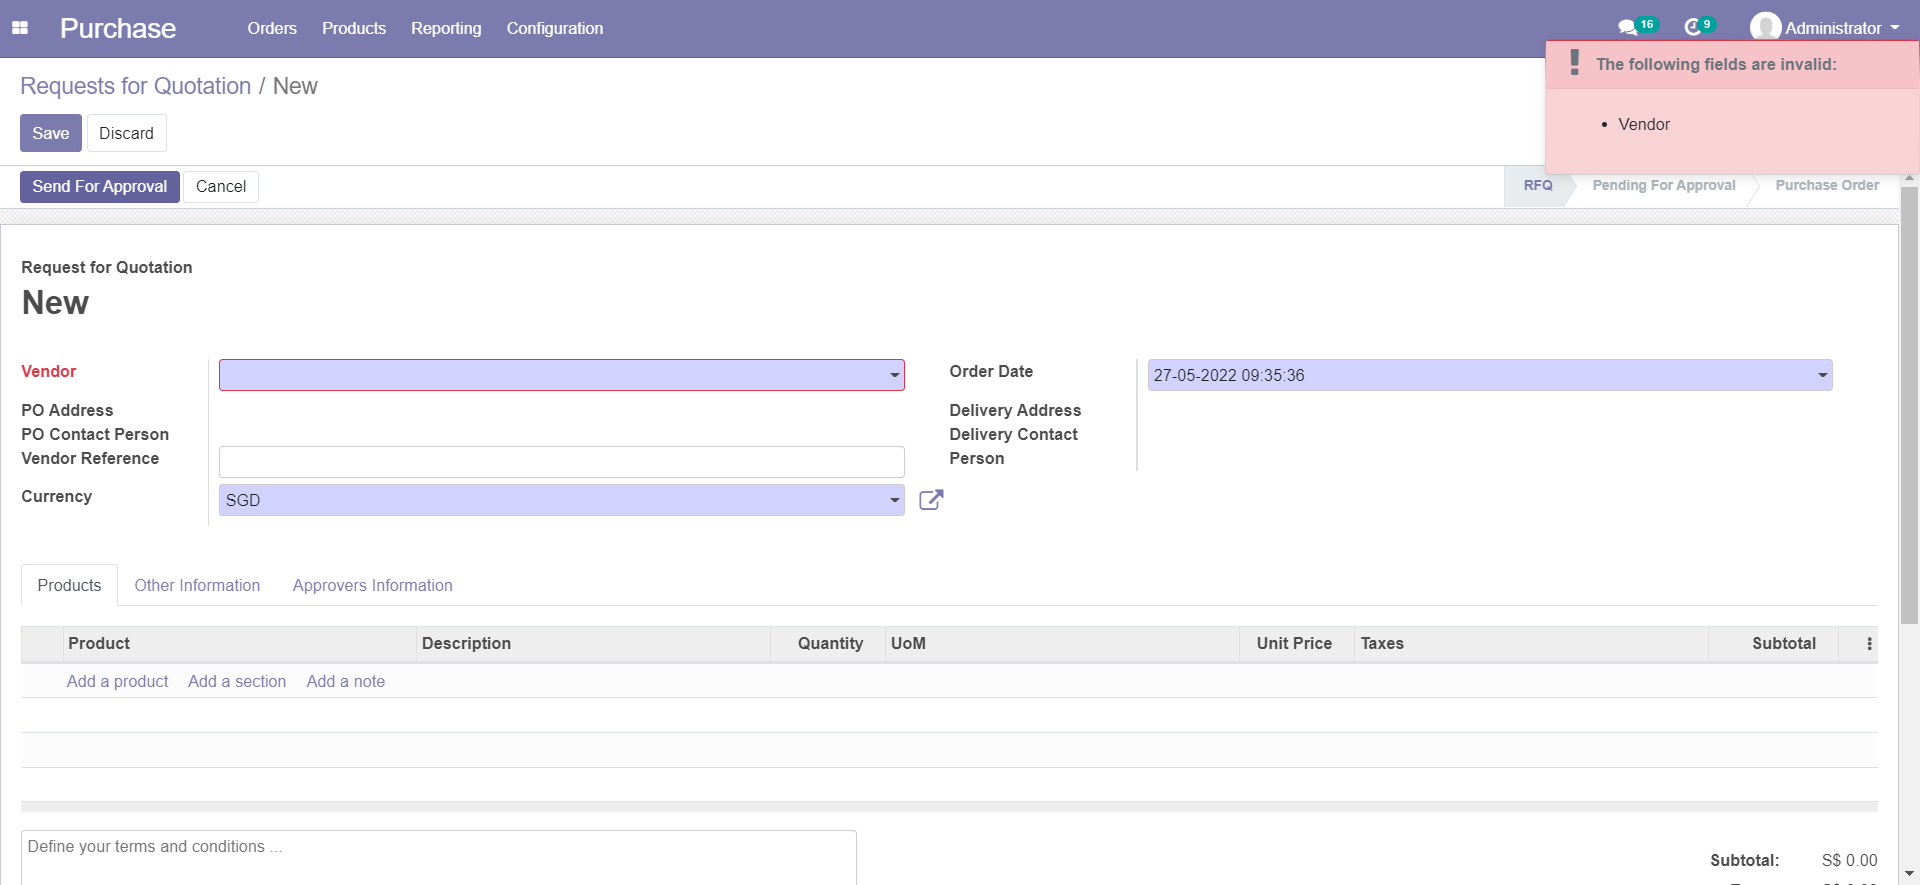 Purchase Orders Products Reporting Configuration 16 9 Administrator
The following fields are invalid:
• Vendor
Requests for Quotation / New
Save Discard
Send For Approval Cancel RFQ Pending For Approval Purchase Order
Request for Quotation
New
Vendor Order Date 27-05-2022 09:35:36
PO Address Delivery Address
PO Contact Person Delivery Contact
Vendor Reference Person
Currency SGD
Products Other Information Approvers Information
Product Description Quantity UoM Unit Price Taxes Subtotal
Add a product Add a section Add a note
Define your terms and conditions ...
Subtotal: S$ 0.00